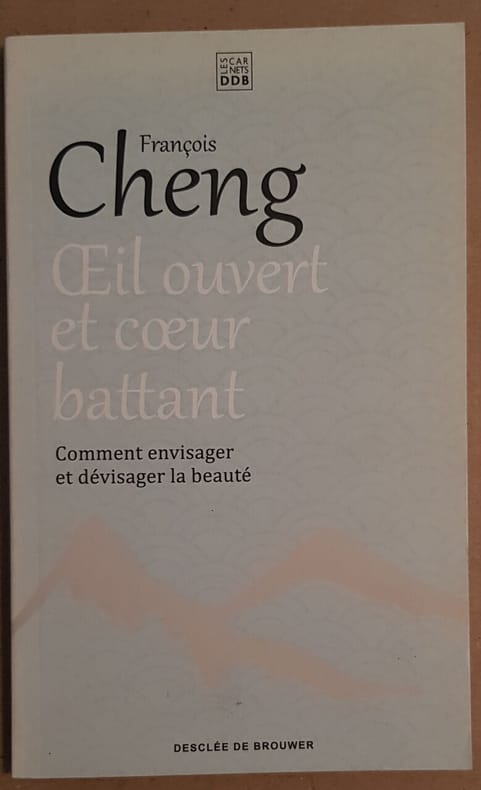 LES CAR
NETS
DDB
François
Cheng
Œil ouvert
et cœur
battant
Comment envisager
et dévisager la beauté
DESCLÉE DE BROUWER